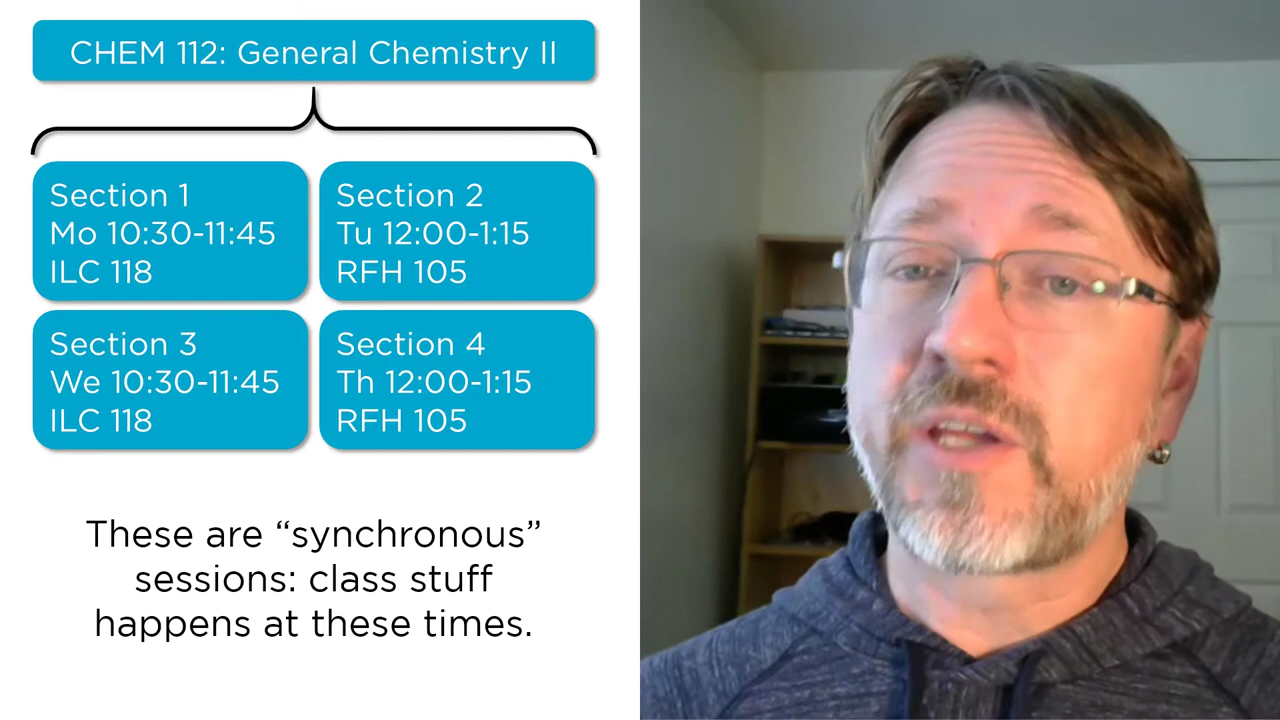 CHEM 112: General Chemistry II
Section 1
Mo 10:30-11:45
ILC 118
Section 2
Tu 12:00-1:15
RFH 105
Section 3
We 10:30-11:45
ILC 118
Section 4
Th 12:00-1:15
RFH 105
These are “synchronous”
sessions: class stuff
happens at these times.